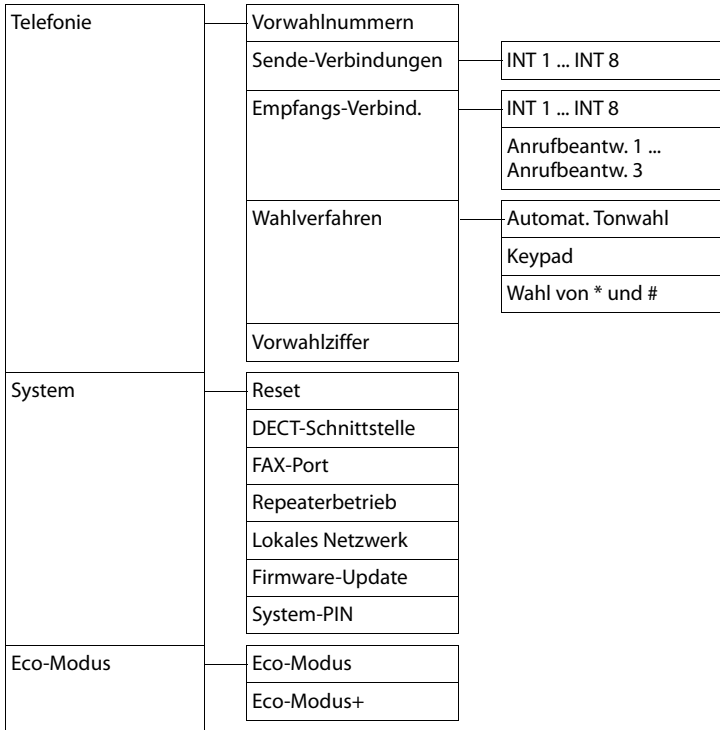 Telefonie
Vorwahlnummern
Sende-Verbindungen
INT 1 ... INT 8
Empfangs-Verbind.
INT 1 ... INT 8
Anrufbeantw. 1 ...
Anrufbeantw. 3
Wahlverfahren
Automat. Tonwahl
Keypad
Wahl von * und #
Vorwahlziffer
System
Reset
DECT-Schnittstelle
FAX-Port
Repeaterbetrieb
Lokales Netzwerk
Firmware-Update
System-PIN
Eco-Modus
Eco-Modus
Eco-Modus+